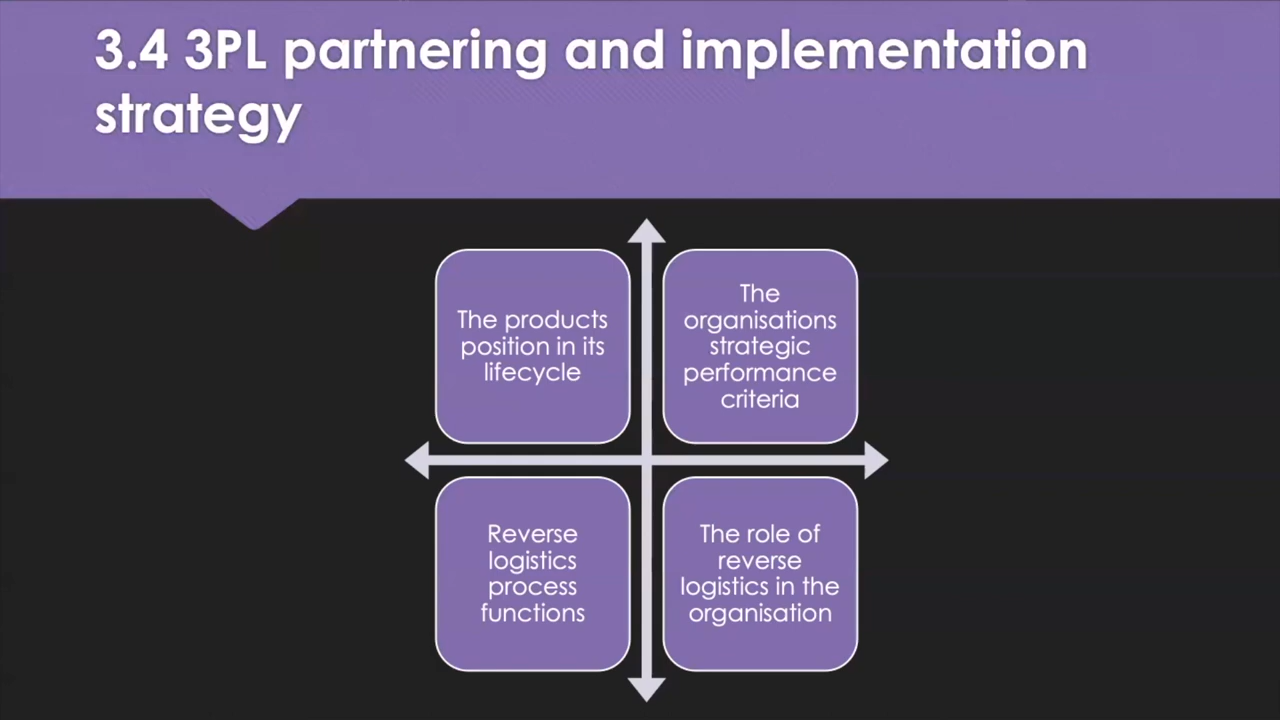 3.4 3PL partnering and implementation
strategy
The products
position in its
lifecycle
The
organisations
strategic
performance
criteria
Reverse
logistics
process
functions
The role of
reverse
logistics in the
organisation